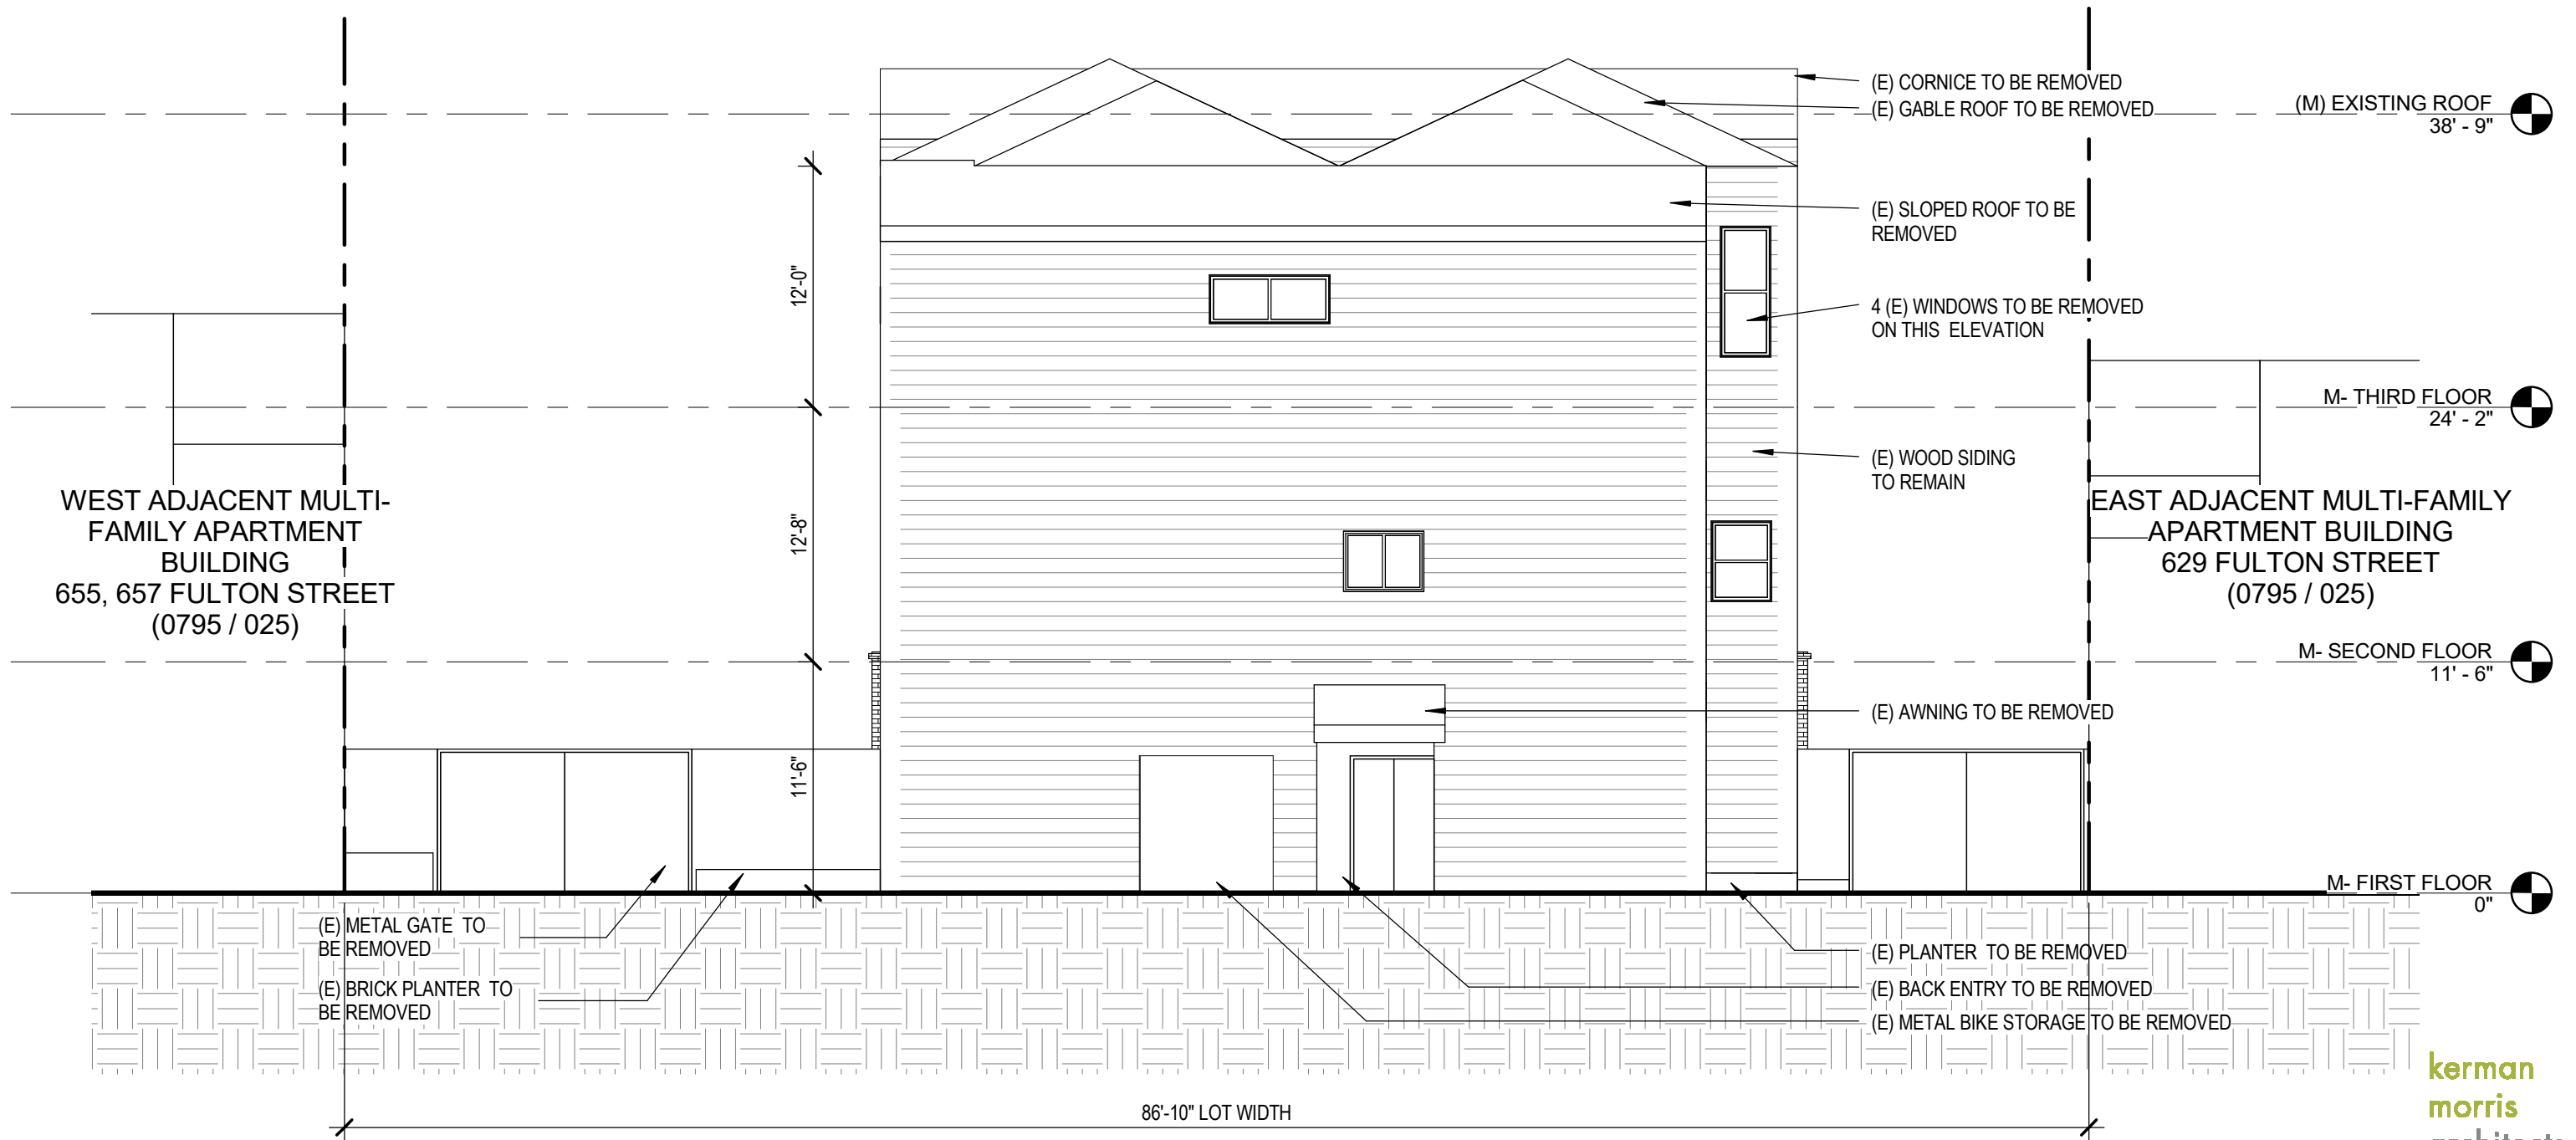 (E) CORNICE TO BE REMOVED
(E) GABLE ROOF TO BE REMOVED
(M) EXISTING ROOF
38' - 9"
(E) SLOPED ROOF TO BE
REMOVED
12'-0"
4 (E) WINDOWS TO BE REMOVED
ON THIS ELEVATION
M- THIRD FLOOR
24' - 2"
(E) WOOD SIDING
TO REMAIN
WEST ADJACENT MULTI-
FAMILY APARTMENT
BUILDING
655, 657 FULTON STREET
(0795 / 025)
12'-8"
EAST ADJACENT MULTI-FAMILY
APARTMENT BUILDING
629 FULTON STREET
(0795 / 025)
M- SECOND FLOOR
11' - 6"
(E) AWNING TO BE REMOVED
11'-6"
M- FIRST FLOOR
0"
(E) METAL GATE TO
BE REMOVED
(E) BRICK PLANTER TO
BE REMOVED
(E) PLANTER TO BE REMOVED
(E) BACK ENTRY TO BE REMOVED
(E) METAL BIKE STORAGE TO BE REMOVED
86'-10" LOT WIDTH
kerman
morris